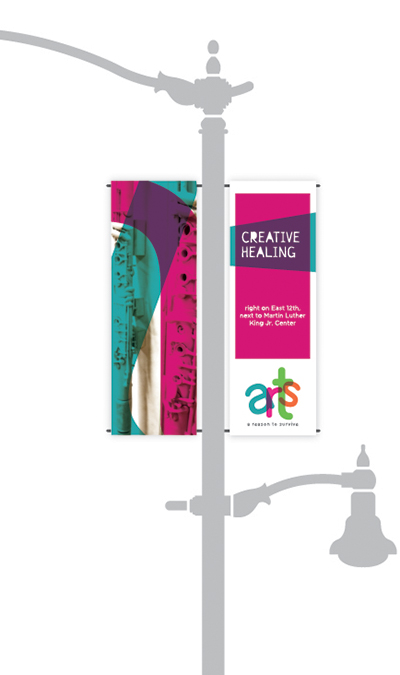 CREATIVE
HEALING
right on East 12th,
next to Martin Luther
King Jr. Center
arts
a reason to survive